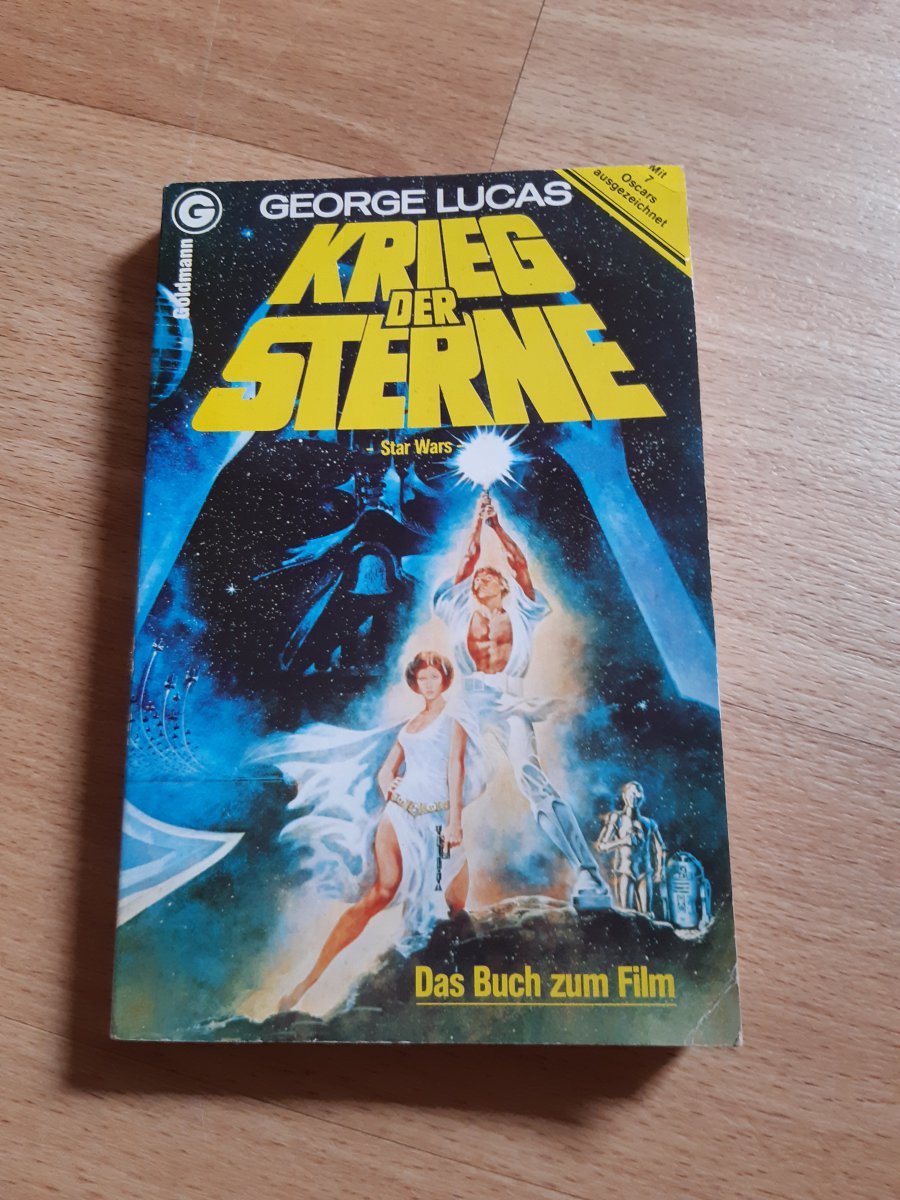 G
Goldmann
GEORGE LUCAS
Mit
7
Oscars
ausgezeichnet
KRIEG
DER
STERNE
- Star Wars -
Das Buch zum Film